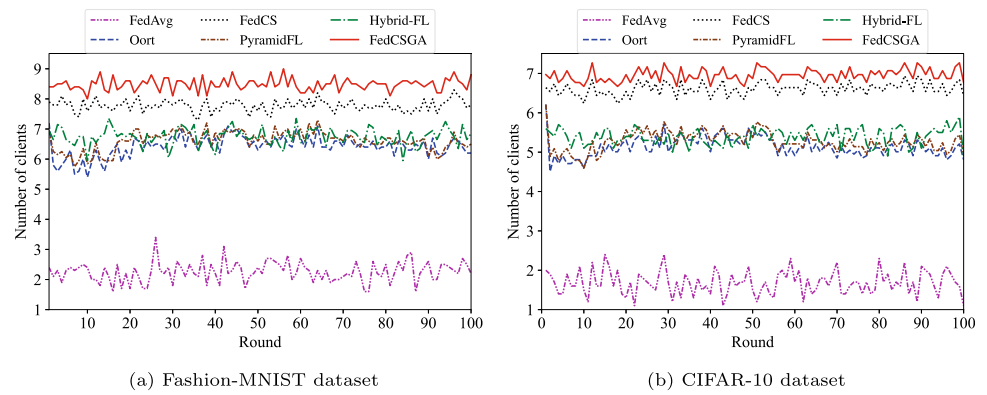 FedAvg FedCS Hybrid-FL
Oort PyramidFL FedCSGA
9
8
7
6
5
4
3
2
1
Number of clients
10 20 30 40 50 60 70 80 90 100
Round
(a) Fashion-MNIST dataset
FedAvg FedCS Hybrid-FL
Oort PyramidFL FedCSGA
7
6
5
4
3
2
1
Number of clients
0 10 20 30 40 50 60 70 80 90 100
Round
(b) CIFAR-10 dataset